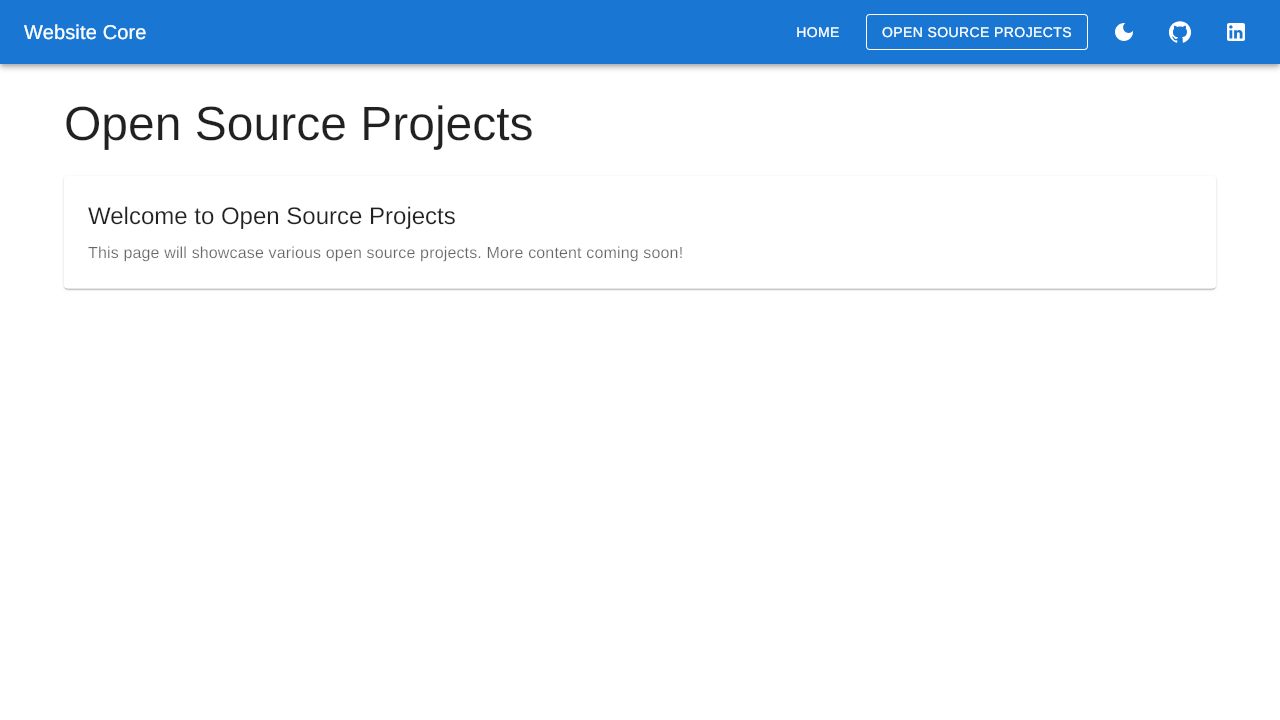 Website Core
HOME
OPEN SOURCE PROJECTS
Open Source Projects
Welcome to Open Source Projects
This page will showcase various open source projects. More content coming soon!